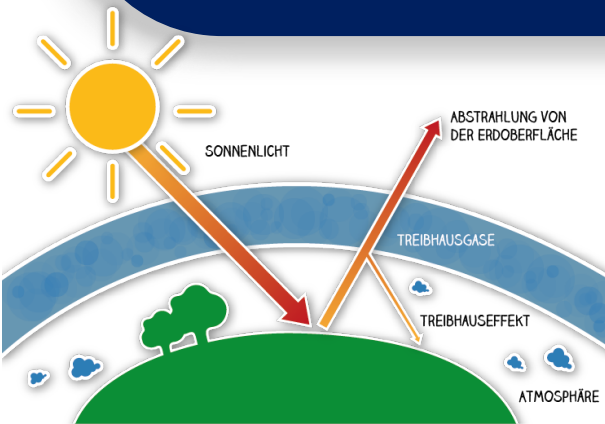 SONNENLICHT
ABSTRAHLUNG VON
DER ERDOBERFLÄCHE
TREIBHAUSGASE
TREIBHAUSEFFEKT
ATMOSPHÄRE